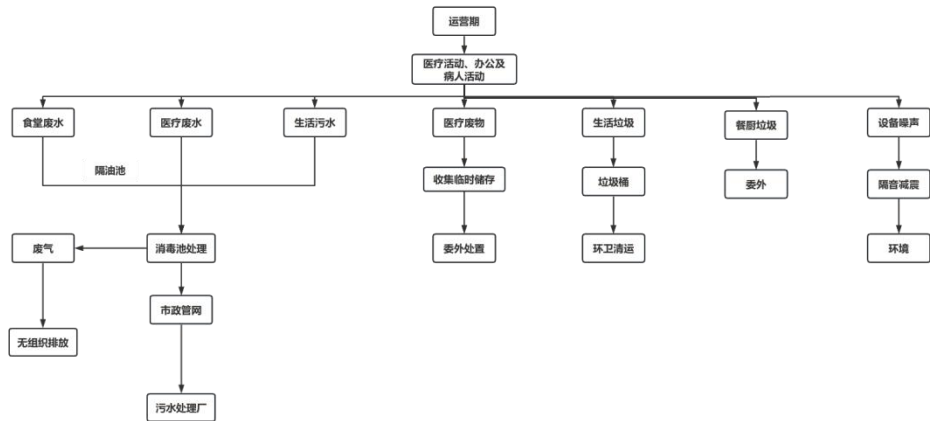 运营期
医疗活动、办公及
病人活动
食堂废水
医疗废水
生活污水
医疗废物
生活垃圾
餐厨垃圾
设备噪声
隔油池
收集临时储存
垃圾桶
委外
隔音减震
废气
消毒池处理
委外处置
环卫清运
环境
市政管网
无组织排放
污水处理厂